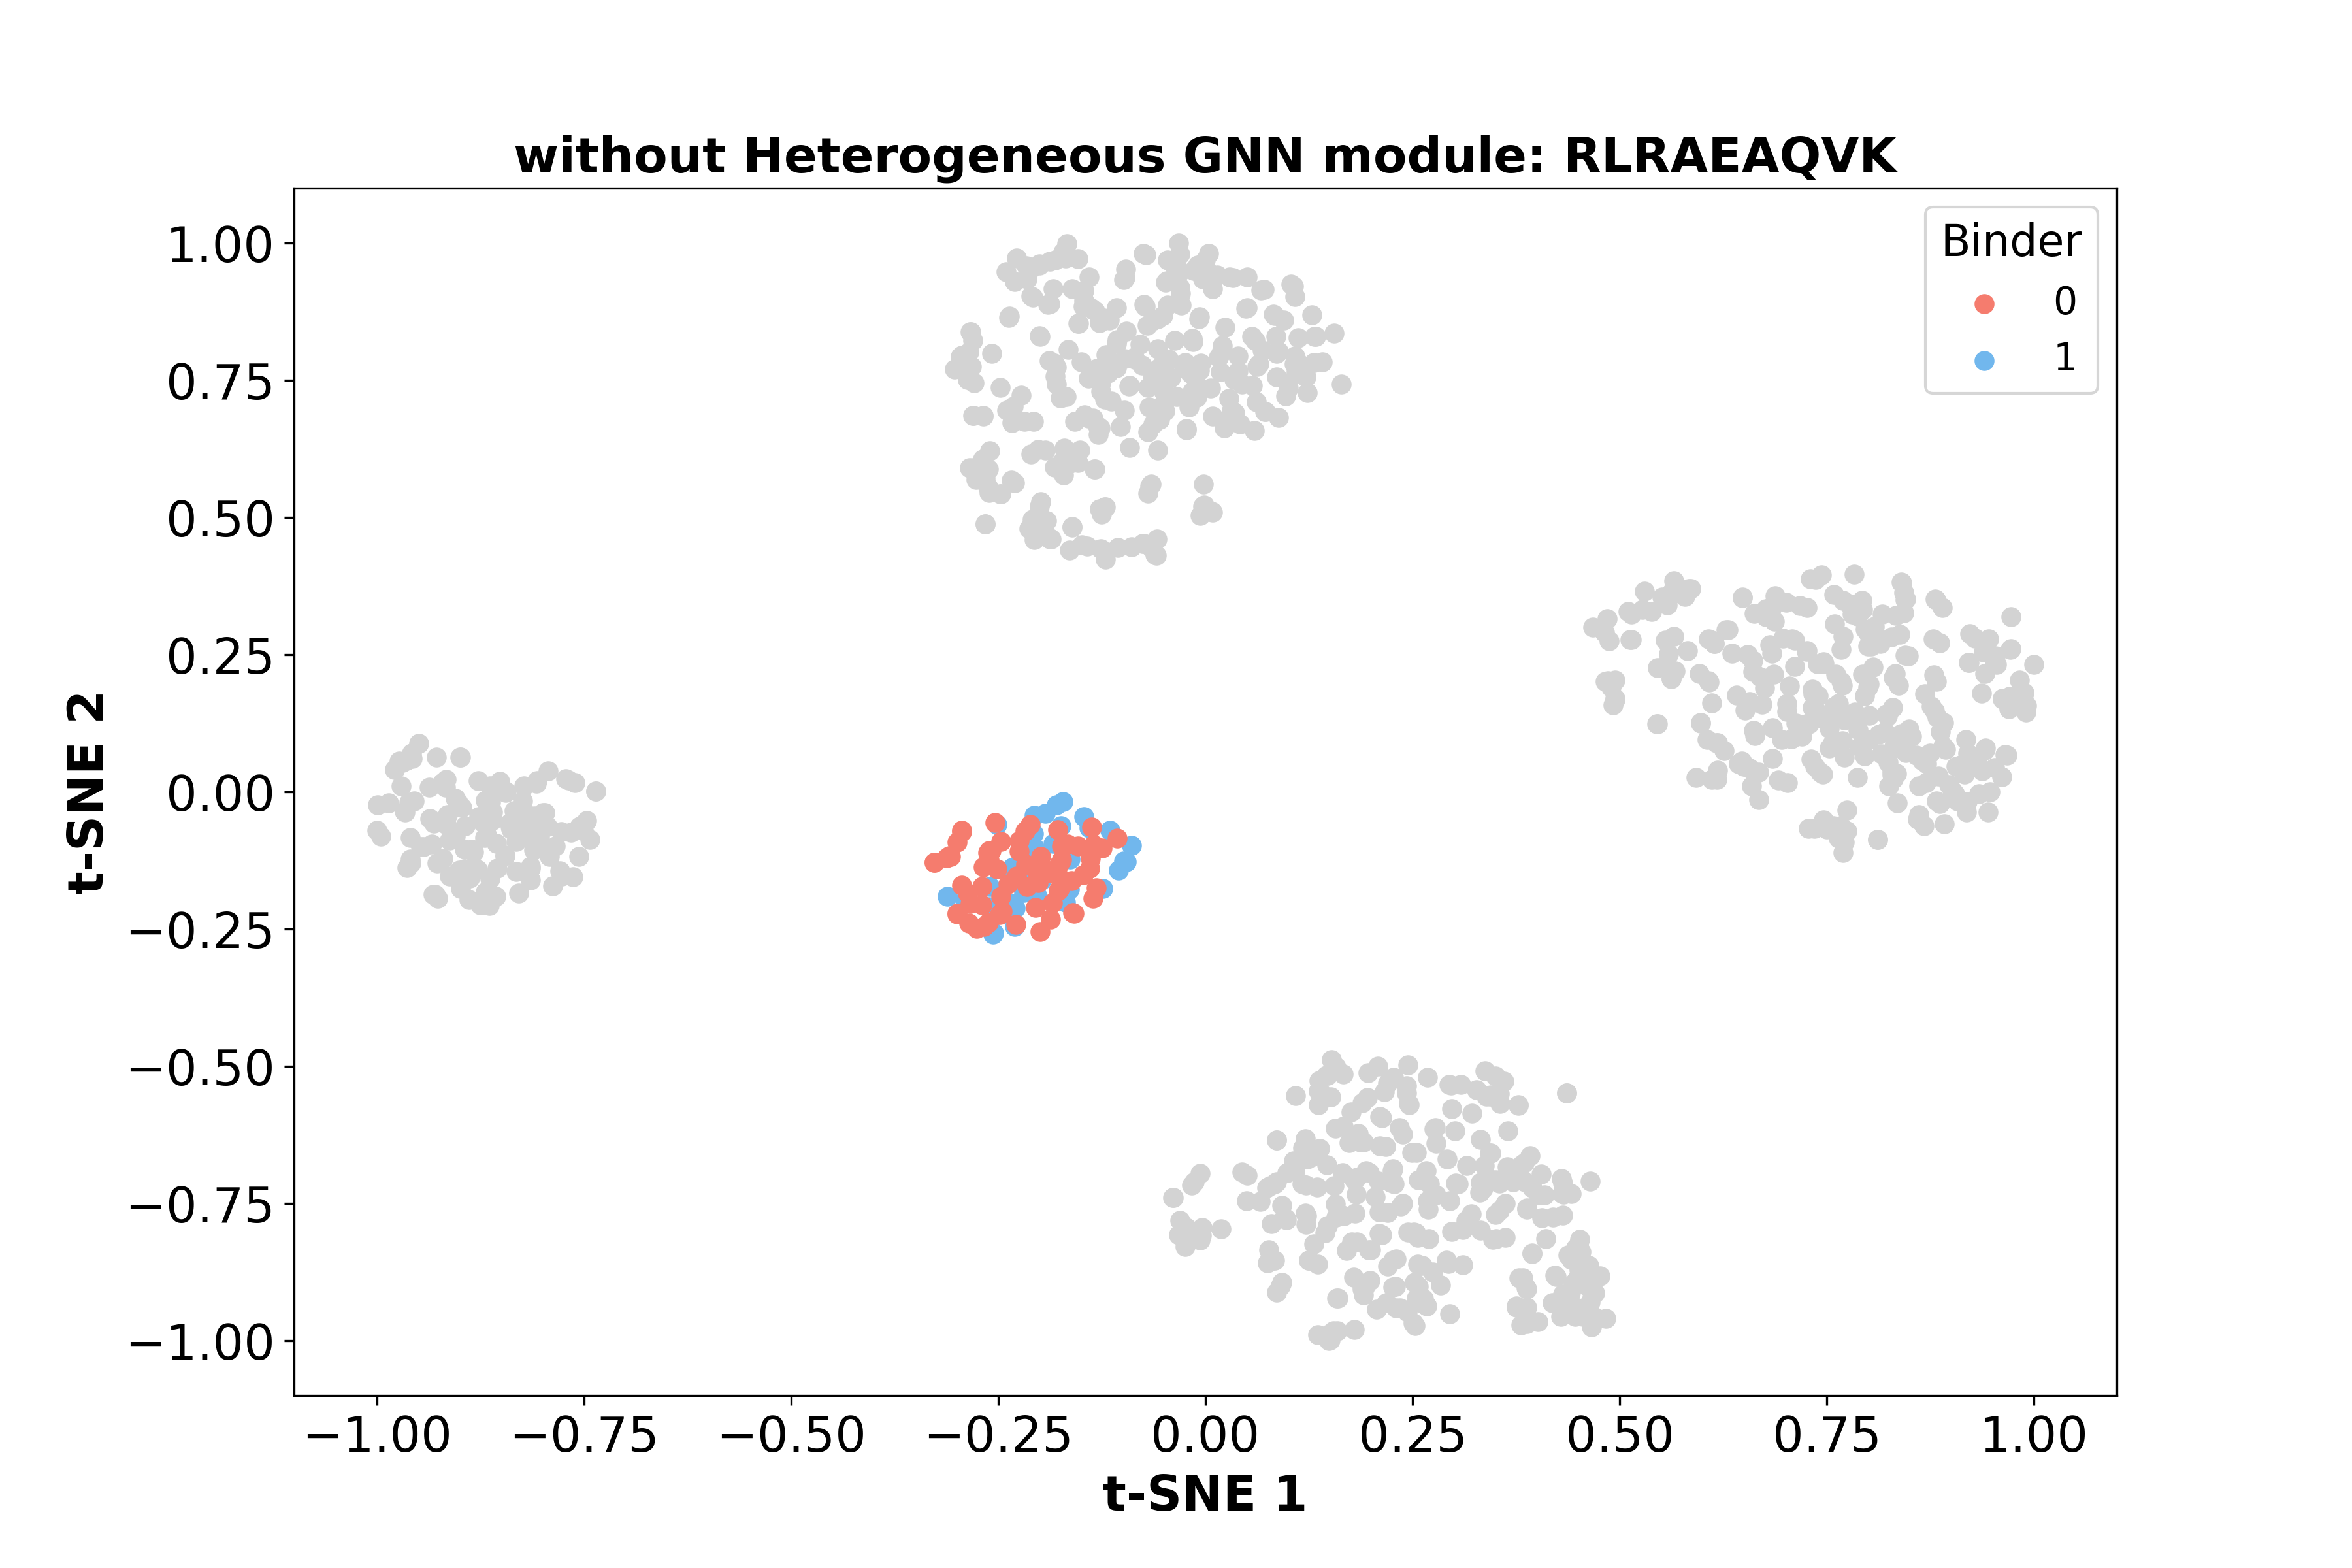 without Heterogeneous GNN module: RLRAEAQVK
Binder
0
1
1.00
0.75
0.50
0.25
0.00
−0.25
−0.50
−0.75
−1.00
t-SNE 2
−1.00 −0.75 −0.50 −0.25 0.00 0.25 0.50 0.75 1.00
t-SNE 1